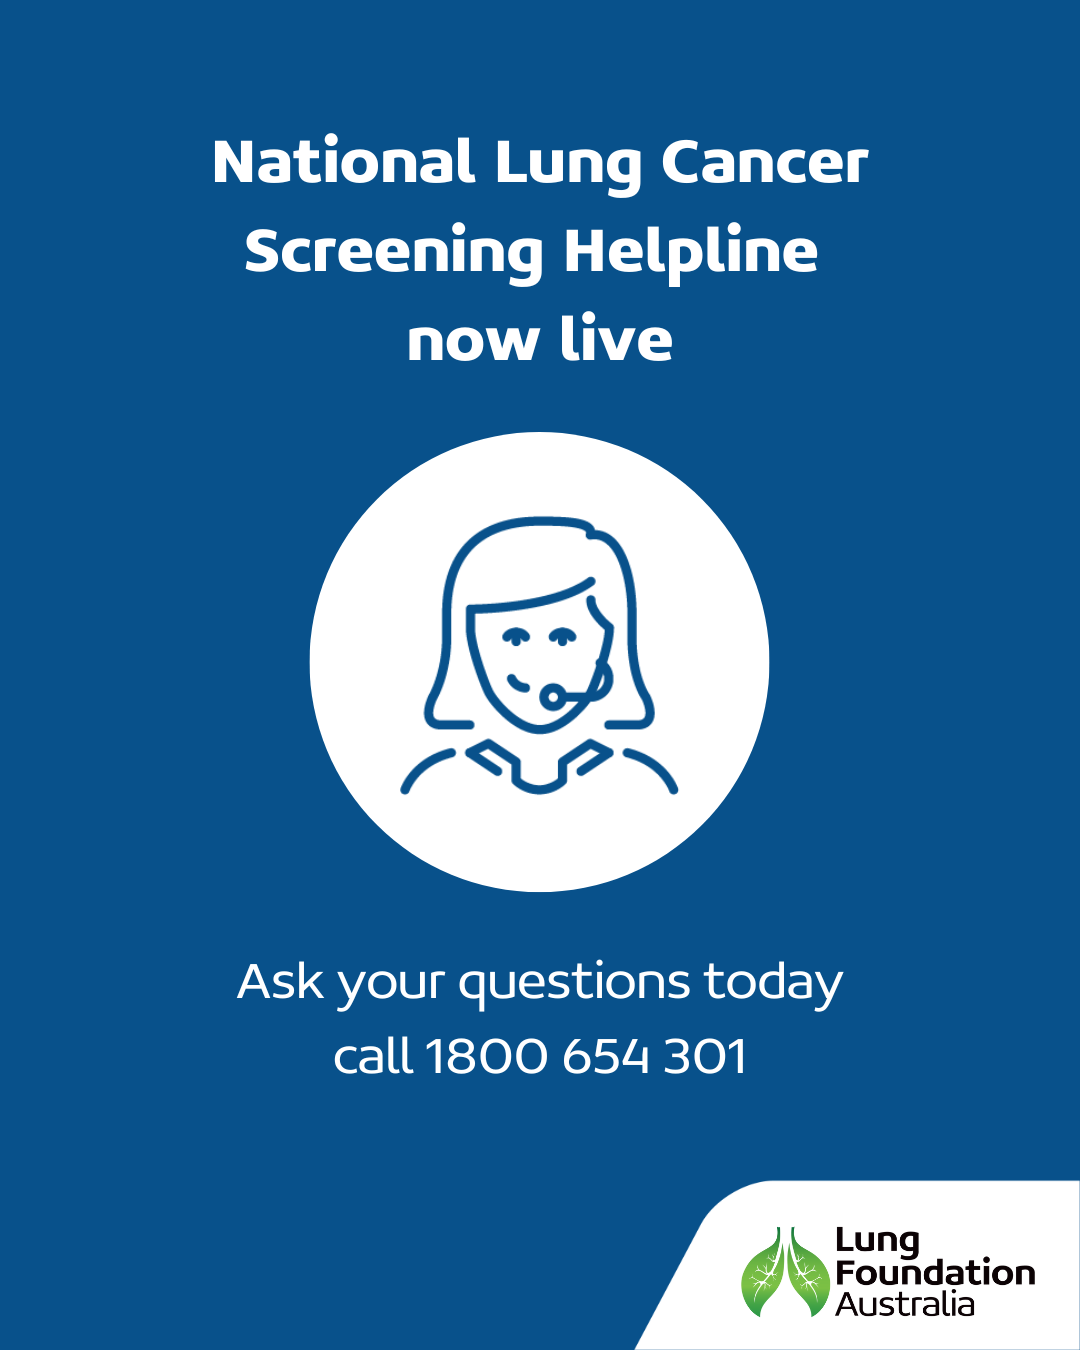 National Lung Cancer
Screening Helpline
now live
Ask your questions today
call 1800 654 301
Lung
Foundation
Australia